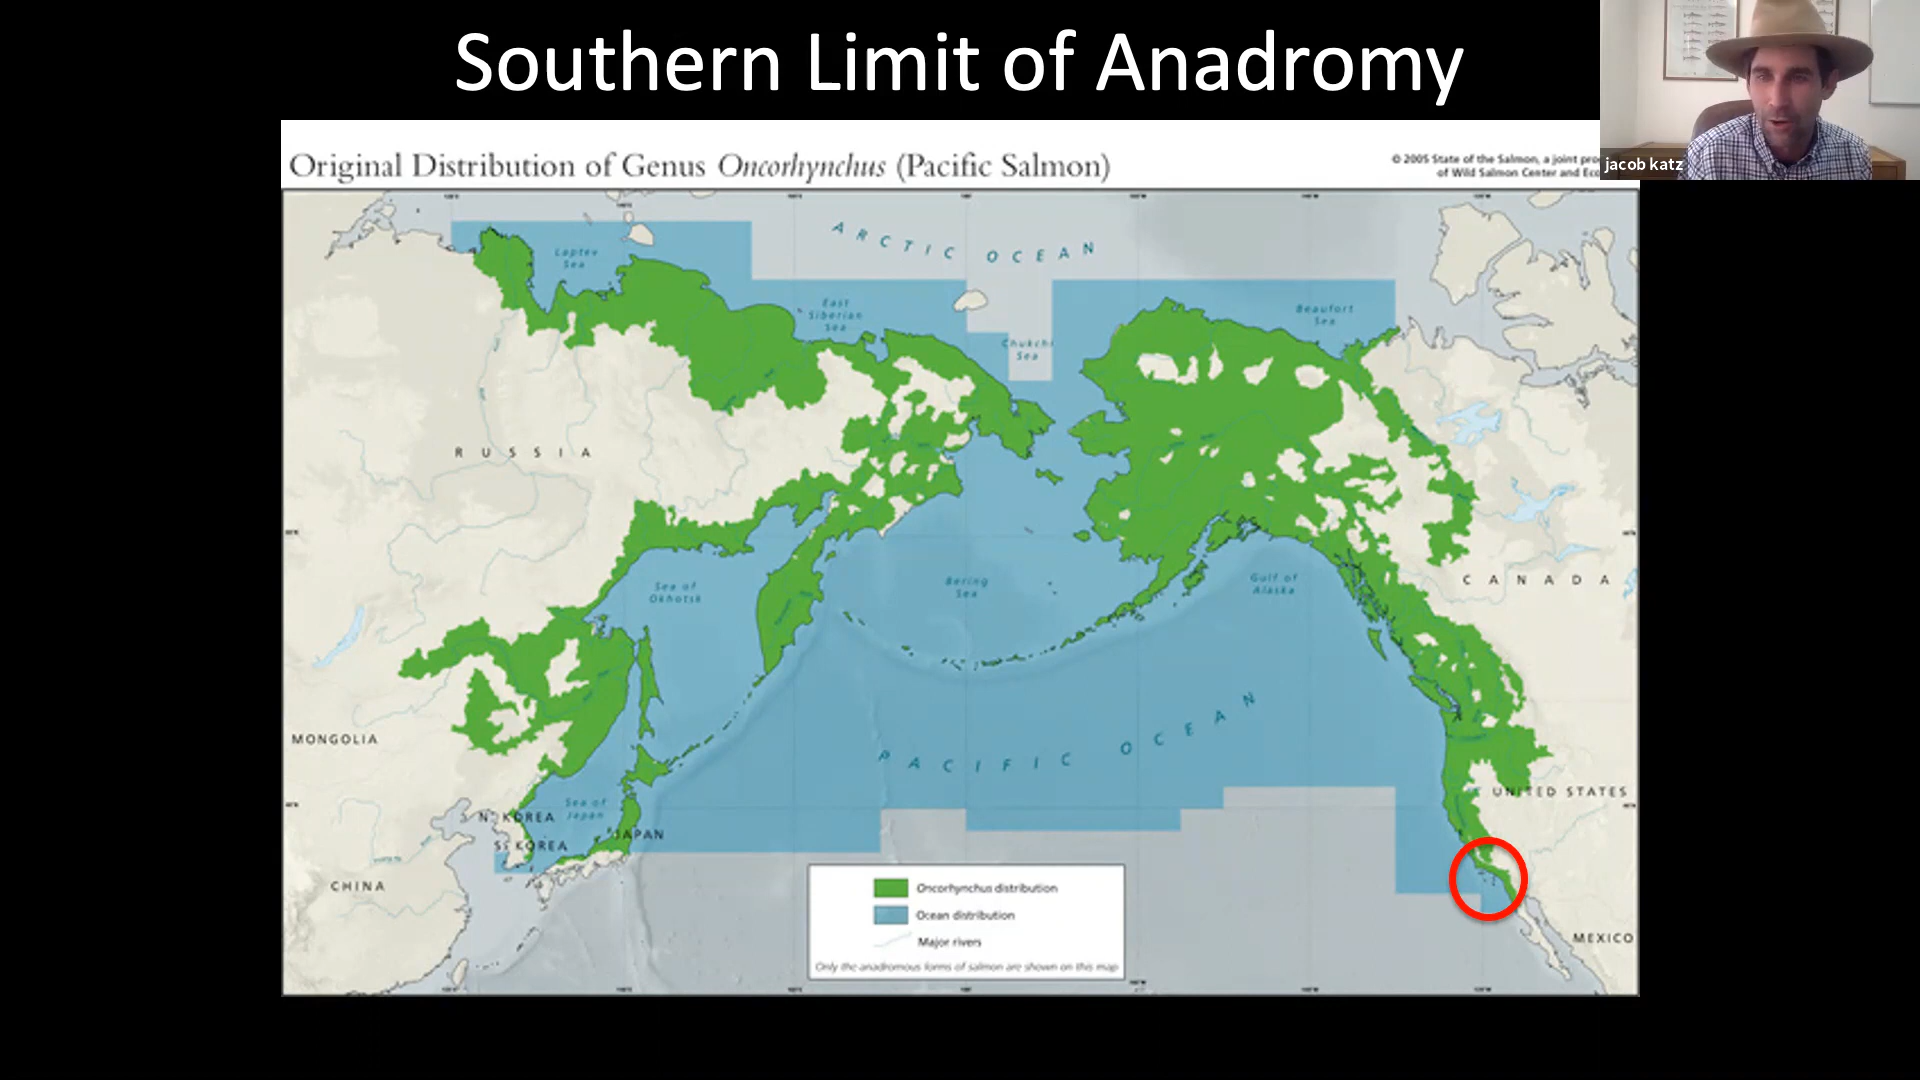 Southern Limit of Anadromy
jacob katz
Original Distribution of Genus Oncorhynchus (Pacific Salmon)
© 2005 State of the Salmon, a joint
of Wild Salmon Center and
ARCTIC OCEAN
Laptev
Sea
East
Siberian
Sea
Chukchi
Sea
Beaufort
Sea
RUSSIA
CANADA
Sea of
Okhotsk
Bering
Sea
Gulf of
Alaska
PACIFIC OCEAN
MONGOLIA
UNITED STATES
N. KOREA
Sea of
Japan
JAPAN
S. KOREA
CHINA
MEXICO
Oncorhynchus distribution
Ocean distribution
Major rivers
Only the anadromous forms of salmon are shown on this map